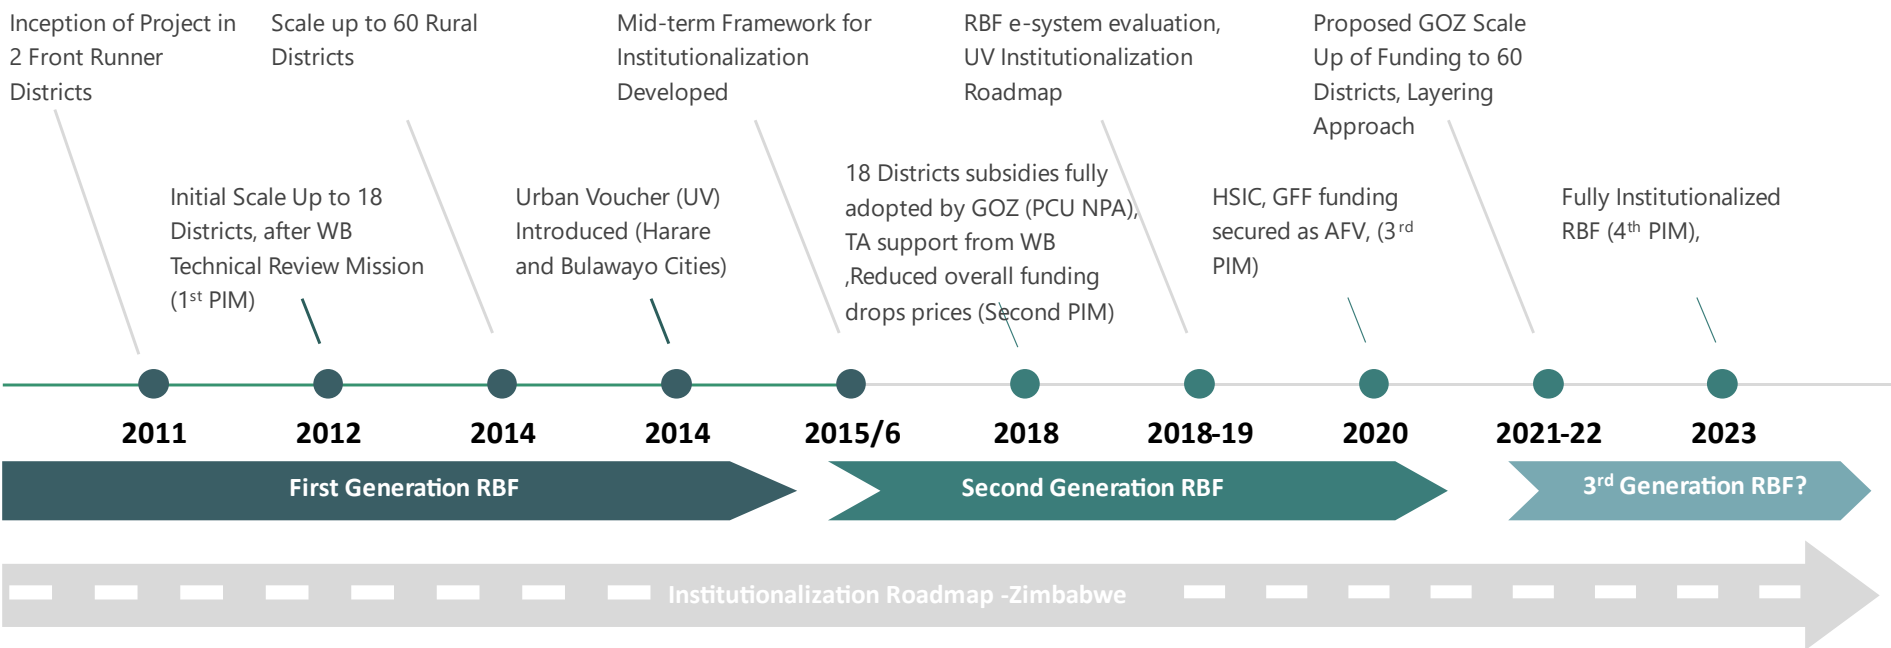 Inception of Project in
2 Front Runner
Districts
Scale up to 60 Rural
Districts
Mid-term Framework for
Institutionalization
Developed
RBF e-system evaluation,
UV Institutionalization
Roadmap
Proposed GOZ Scale
Up of Funding to 60
Districts, Layering
Approach
Initial Scale Up to 18
Districts, after WB
Technical Review Mission
(1st PIM)
Urban Voucher (UV)
Introduced (Harare
and Bulawayo Cities)
18 Districts subsidies fully
adopted by GOZ (PCU NPA),
TA support from WB
,Reduced overall funding
drops prices (Second PIM)
HSIC, GFF funding
secured as AFV, (3rd
PIM)
Fully Institutionalized
RBF (4th PIM),
2011
2012
2014
2014
2015/6
2018
2018-19
2020
2021-22
2023
First Generation RBF
Second Generation RBF
3rd Generation RBF?
Institutionalization Roadmap -Zimbabwe